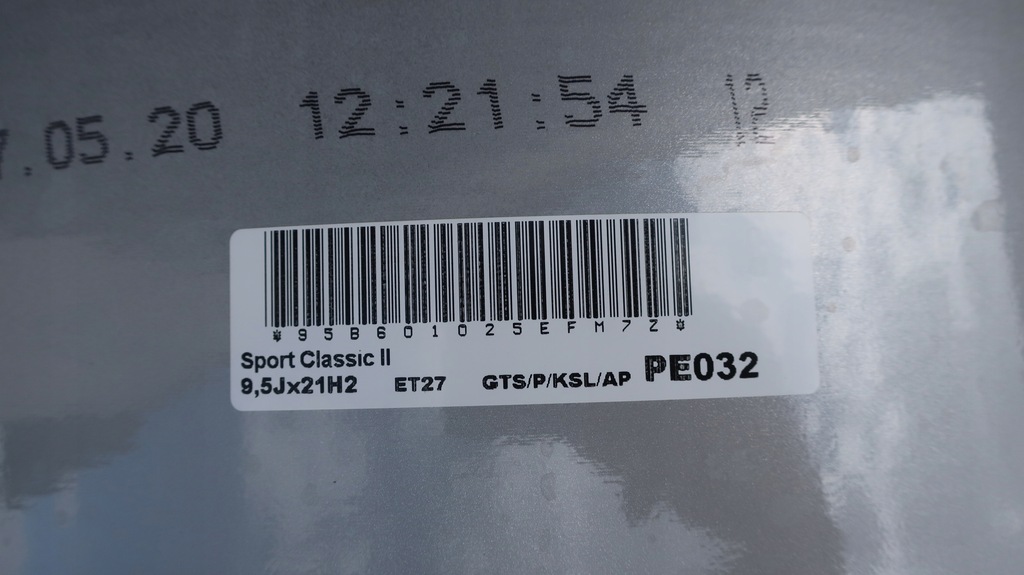 .05.20 12:21:54 12
*95B601025EFM7Z*
Sport Classic II
9,5Jx21H2 ET27 GTS/P/KSL/AP PE032